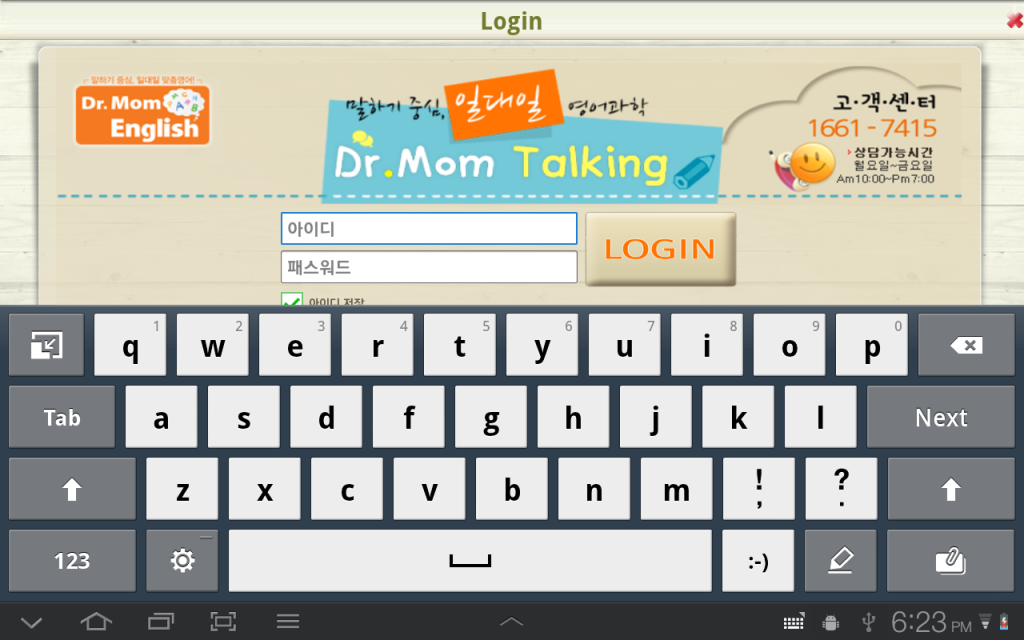 Login
말하기 중심, 일대일 맞춤영어!
Dr. Mom
ABC
English
말하기 중심, 일대일 영어과학
Dr.Mom Talking
고·객·센·터
1661 - 7415
상담가능시간
월요일~금요일
Am10:00~Pm7:00
아이디
패스워드
LOGIN
아이디 저장
q 1 w 2 e 3 r 4 t 5 y 6 u 7 i 8 o 9 p 0
Tab a s d f g h j k l Next
z x c v b n m ! , ? .
123 :-)
6:23 PM